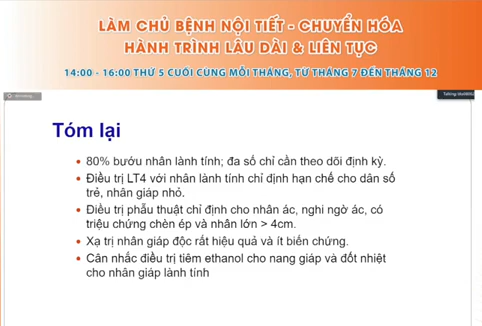 LÀM CHỦ BỆNH NỘI TIẾT - CHUYỂN HÓA
HÀNH TRÌNH LÂU DÀI & LIÊN TỤC
14:00 - 16:00 THỨ 5 CUỐI CÙNG MỖI THÁNG, TỪ THÁNG 7 ĐẾN THÁNG 12
Tóm lại
• 80% bướu nhân lành tính; đa số chỉ cần theo dõi định kỳ.
• Điều trị LT4 với nhân lành tính chỉ định hạn chế cho dân số
trẻ, nhân giáp nhỏ.
• Điều trị phẫu thuật chỉ định cho nhân ác, nghi ngờ ác, có
triệu chứng chèn ép và nhân lớn > 4cm.
• Xạ trị nhân giáp độc rất hiệu quả và ít biến chứng.
• Cân nhắc điều trị tiêm ethanol cho nang giáp và đốt nhiệt
cho nhân giáp lành tính